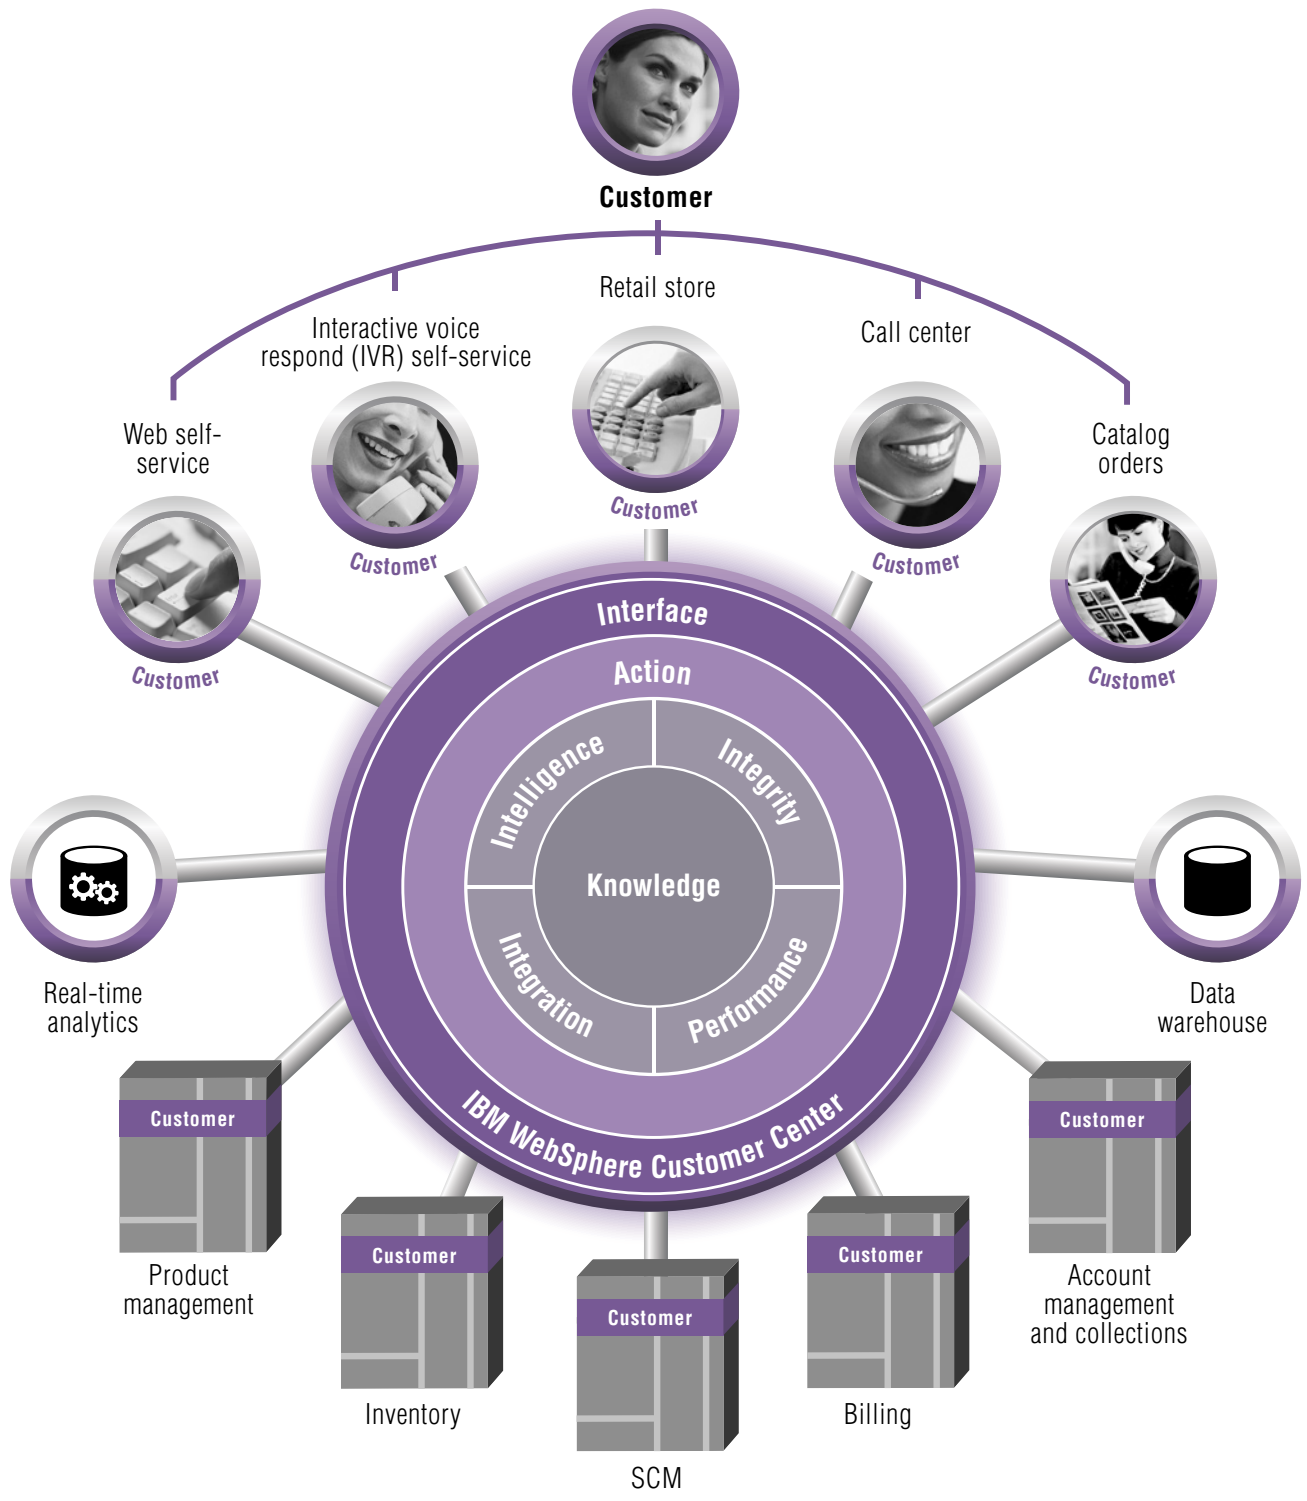 Customer
Retail store
Interactive voice
respond (IVR) self-service
Call center
Web self-
service
Catalog
orders
Customer
Customer
Customer
Customer
Customer
Interface
Action
Intelligence
Integrity
Knowledge
Integration
Performance
IBM WebSphere Customer Center
Real-time
analytics
Data
warehouse
Customer
Product
management
Customer
Inventory
Customer
SCM
Customer
Billing
Customer
Account
management
and collections